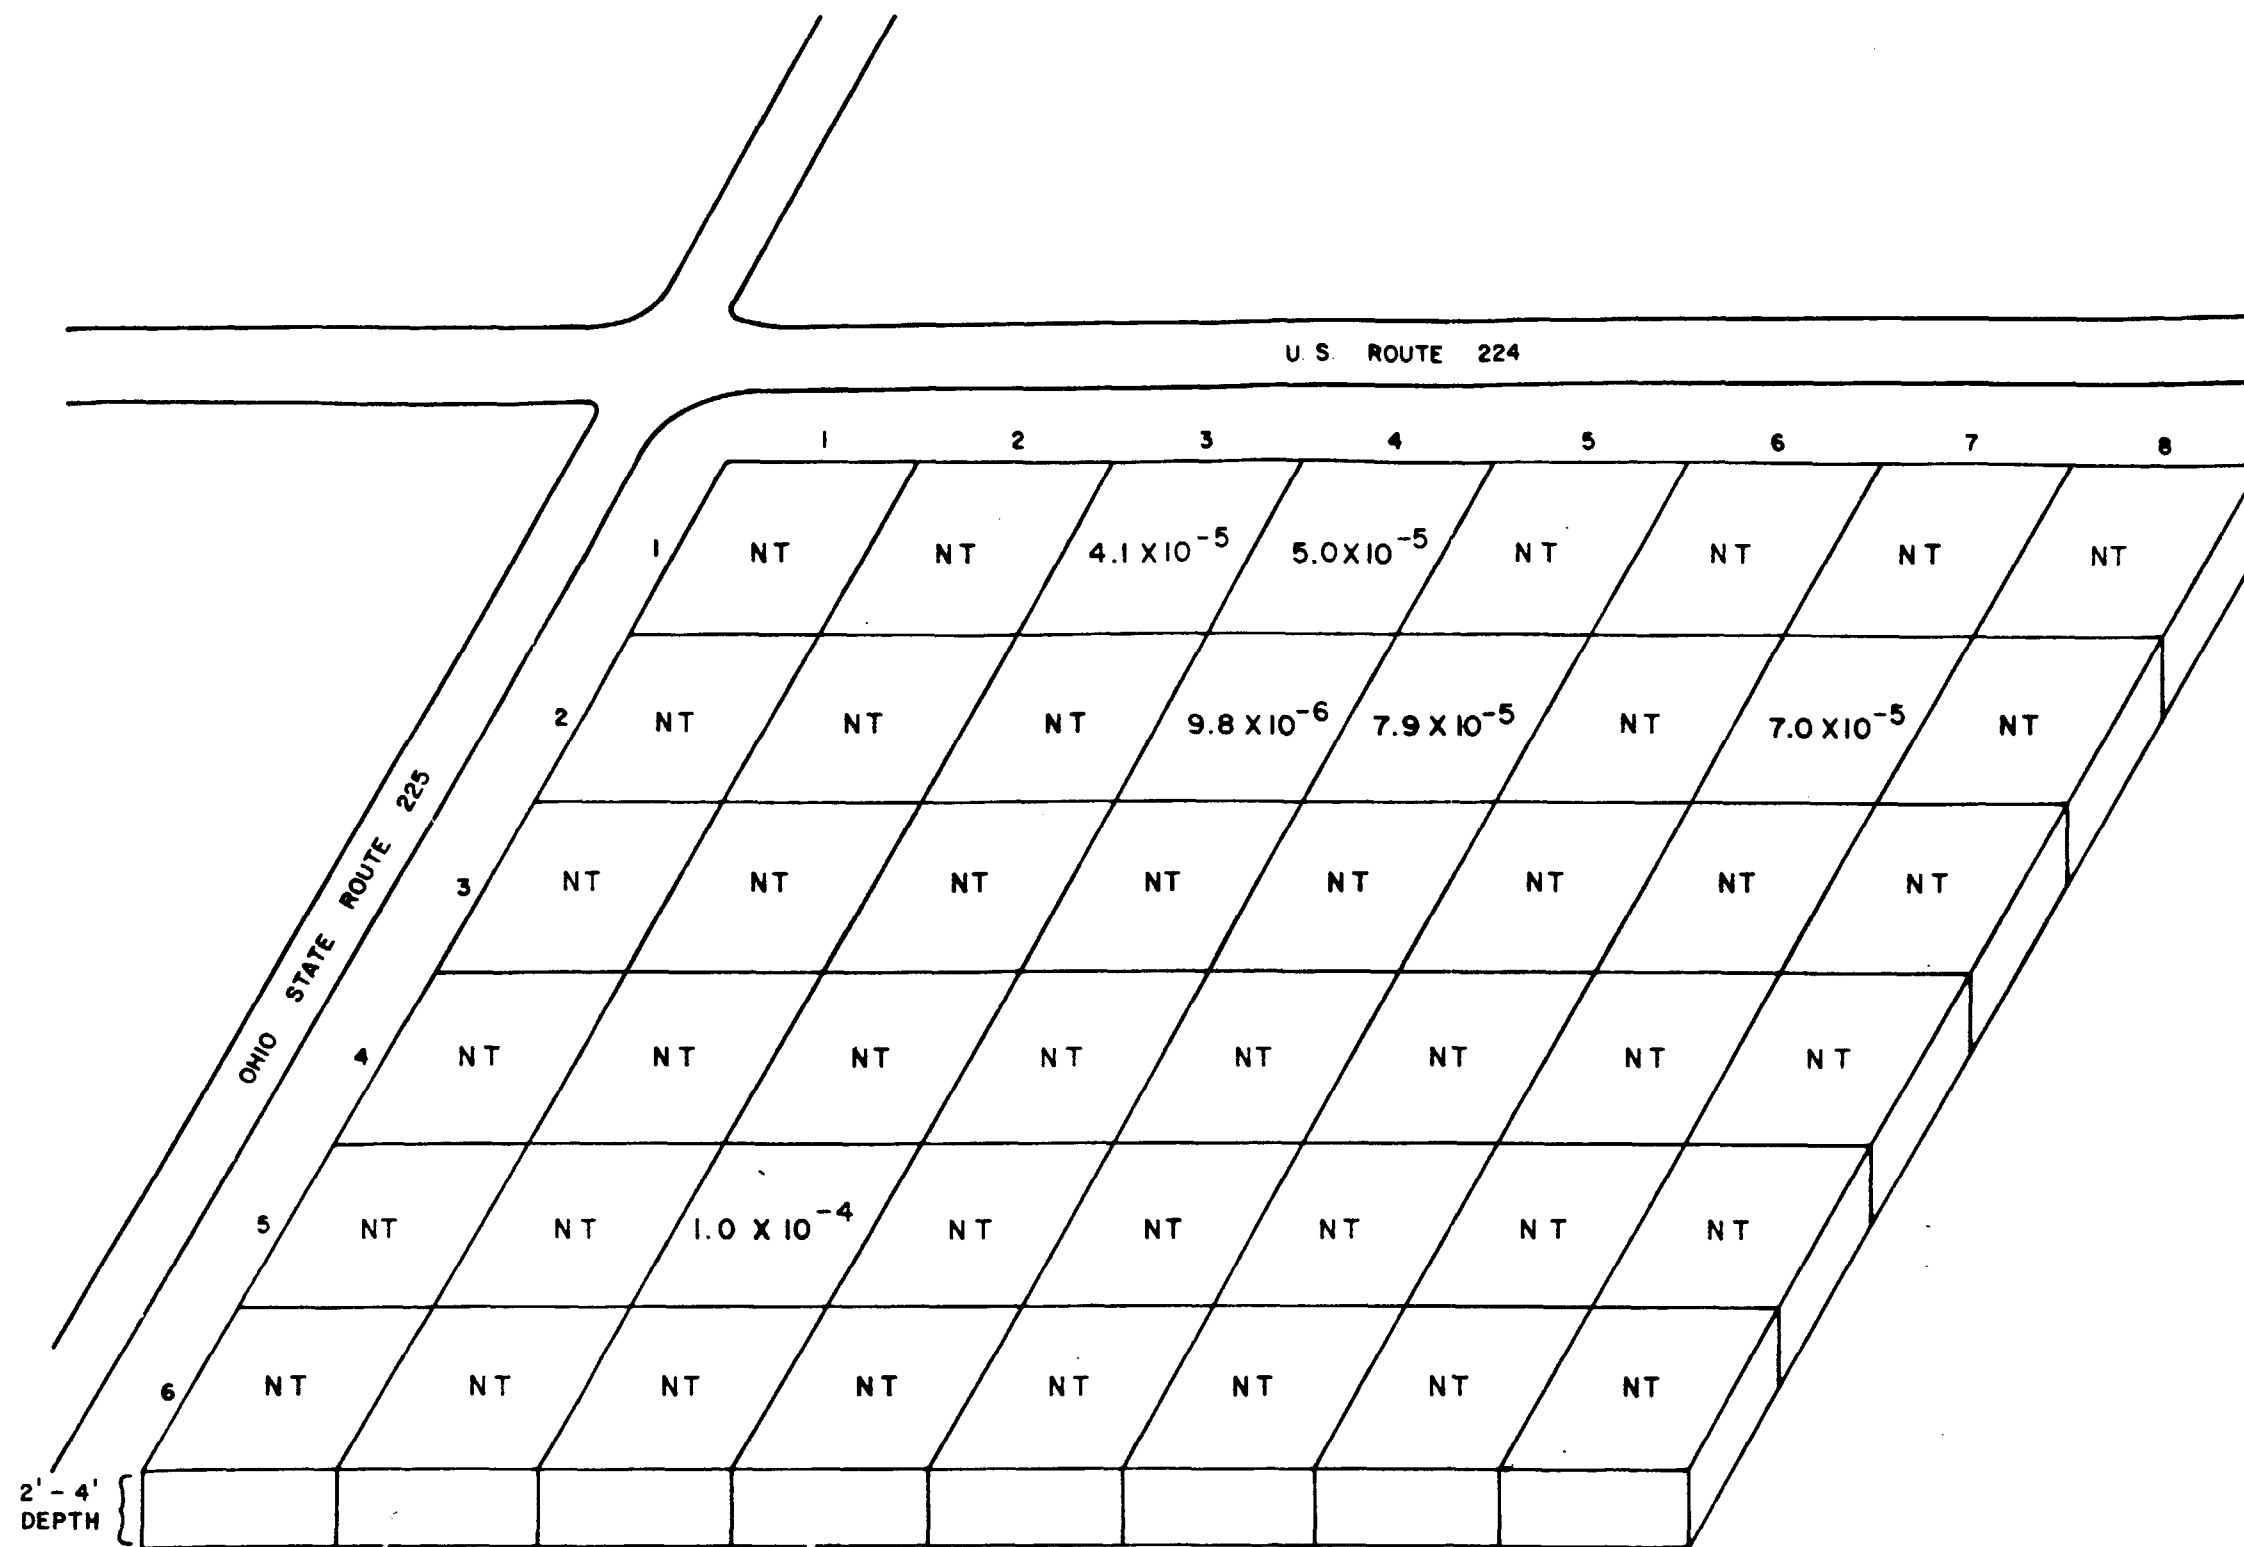 U.S. ROUTE 224
1 2 3 4 5 6 7 8
1 NT NT 4.1 X 10⁻⁵ 5.0 X 10⁻⁵ NT NT NT NT
2 NT NT NT 9.8 X 10⁻⁶ 7.9 X 10⁻⁵ NT 7.0 X 10⁻⁵ NT
OHIO STATE ROUTE 225
3 NT NT NT NT NT NT NT NT
4 NT NT NT NT NT NT NT NT
5 NT NT 1.0 X 10⁻⁴ NT NT NT NT NT
6 NT NT NT NT NT NT NT NT
2' - 4'
DEPTH